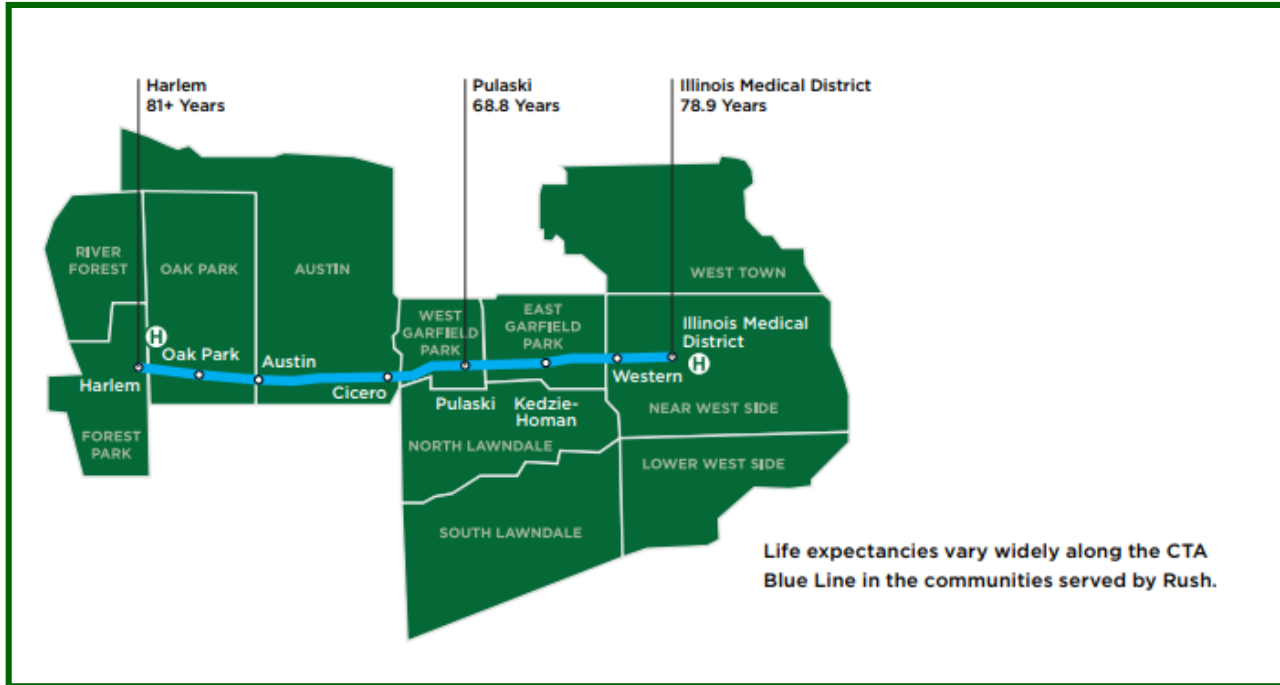 Harlem
81+ Years
Pulaski
68.8 Years
Illinois Medical District
78.9 Years
RIVER
FOREST
OAK PARK
AUSTIN
WEST TOWN
WEST
GARFIELD
PARK
EAST
GARFIELD
PARK
Illinois Medical
District
H
Oak Park
Austin
H
Harlem
Cicero
Western
Pulaski
Kedzie-
Homan
NEAR WEST SIDE
FOREST
PARK
NORTH LAWNDALE
LOWER WEST SIDE
SOUTH LAWNDALE
Life expectancies vary widely along the CTA
Blue Line in the communities served by Rush.